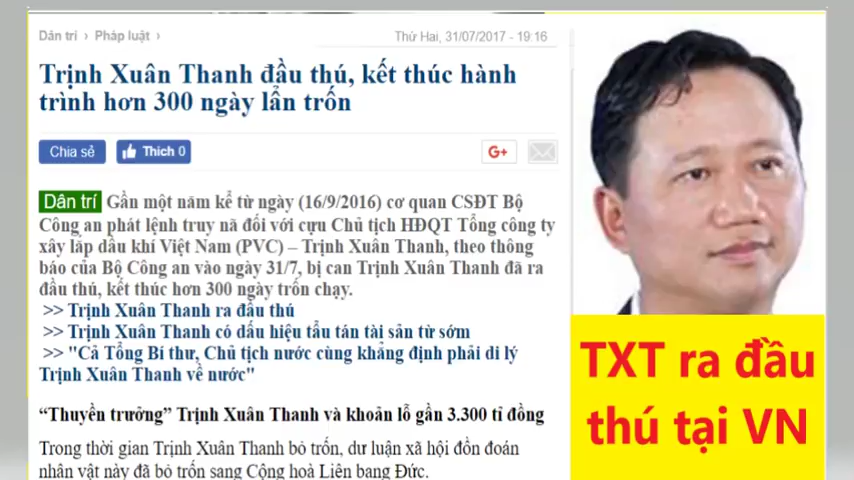 Dân trí › Pháp luật ›
Thứ Hai, 31/07/2017 - 19:16
Trịnh Xuân Thanh đầu thú, kết thúc hành
trình hơn 300 ngày lẩn trốn
Chia sẻ
Thích 0
G+
Dân trí Gần một năm kể từ ngày (16/9/2016) cơ quan CSĐT Bộ
Công an phát lệnh truy nã đối với cựu Chủ tịch HĐQT Tổng công ty
xây lắp dầu khí Việt Nam (PVC) – Trịnh Xuân Thanh, theo thông
báo của Bộ Công an vào ngày 31/7, bị can Trịnh Xuân Thanh đã ra
đầu thú, kết thúc hơn 300 ngày trốn chạy.
>> Trịnh Xuân Thanh ra đầu thú
>> Trịnh Xuân Thanh có dấu hiệu tẩu tán tài sản từ sớm
>> "Cả Tổng Bí thư, Chủ tịch nước cùng khẳng định phải di lý
Trịnh Xuân Thanh về nước"
“Thuyền trưởng” Trịnh Xuân Thanh và khoản lỗ gần 3.300 tỉ đồng
Trong thời gian Trịnh Xuân Thanh bỏ trốn, dư luận xã hội đồn đoán
nhân vật này đã bỏ trốn sang Cộng hoà Liên bang Đức.
TXT ra đầu
thú tại VN